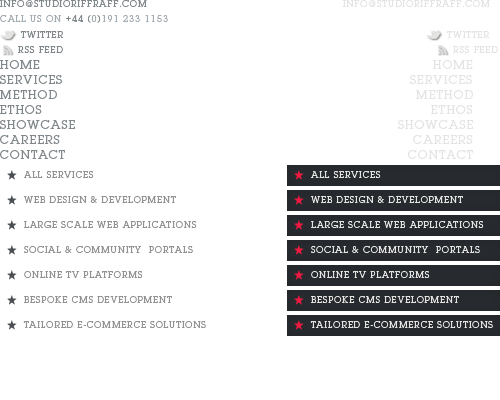 INFO@STUDIORIFFRAFF.COM INFO@STUDIORIFFRAFF.COM
CALL US ON +44 (0)191 233 1153
TWITTER TWITTER
RSS FEED RSS FEED
HOME HOME
SERVICES SERVICES
METHOD METHOD
ETHOS ETHOS
SHOWCASE SHOWCASE
CAREERS CAREERS
CONTACT CONTACT
ALL SERVICES ALL SERVICES
WEB DESIGN & DEVELOPMENT WEB DESIGN & DEVELOPMENT
LARGE SCALE WEB APPLICATIONS LARGE SCALE WEB APPLICATIONS
SOCIAL & COMMUNITY PORTALS SOCIAL & COMMUNITY PORTALS
ONLINE TV PLATFORMS ONLINE TV PLATFORMS
BESPOKE CMS DEVELOPMENT BESPOKE CMS DEVELOPMENT
TAILORED E-COMMERCE SOLUTIONS TAILORED E-COMMERCE SOLUTIONS